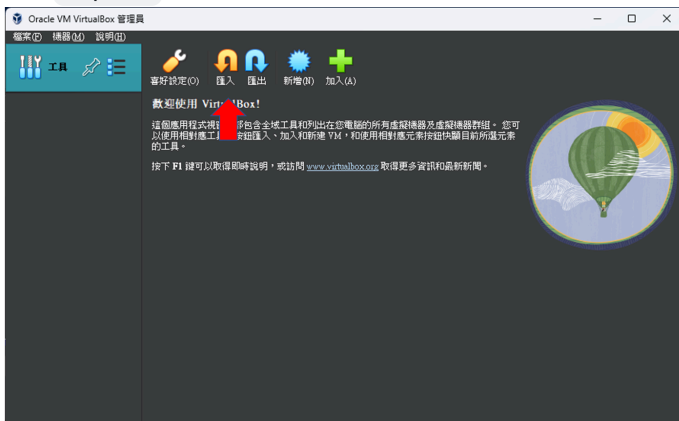 Oracle VM VirtualBox 管理員
檔案(F) 機器(M) 說明(H)
工具
喜好設定(O) 匯入 匯出 新增(N) 加入(A)
歡迎使用 VirtualBox!
這個應用程式視窗 部包含全域工具和列出在您電腦的所有虛擬機器及虛擬機器群組。 您可
以使用相對應工 按鈕匯入、加入和新建 VM,和使用相對應元素按鈕快顯目前所選元素
的工具。
按下 F1 鍵可以取得即時說明,或訪問 www.virtualbox.org 取得更多資訊和最新新聞。